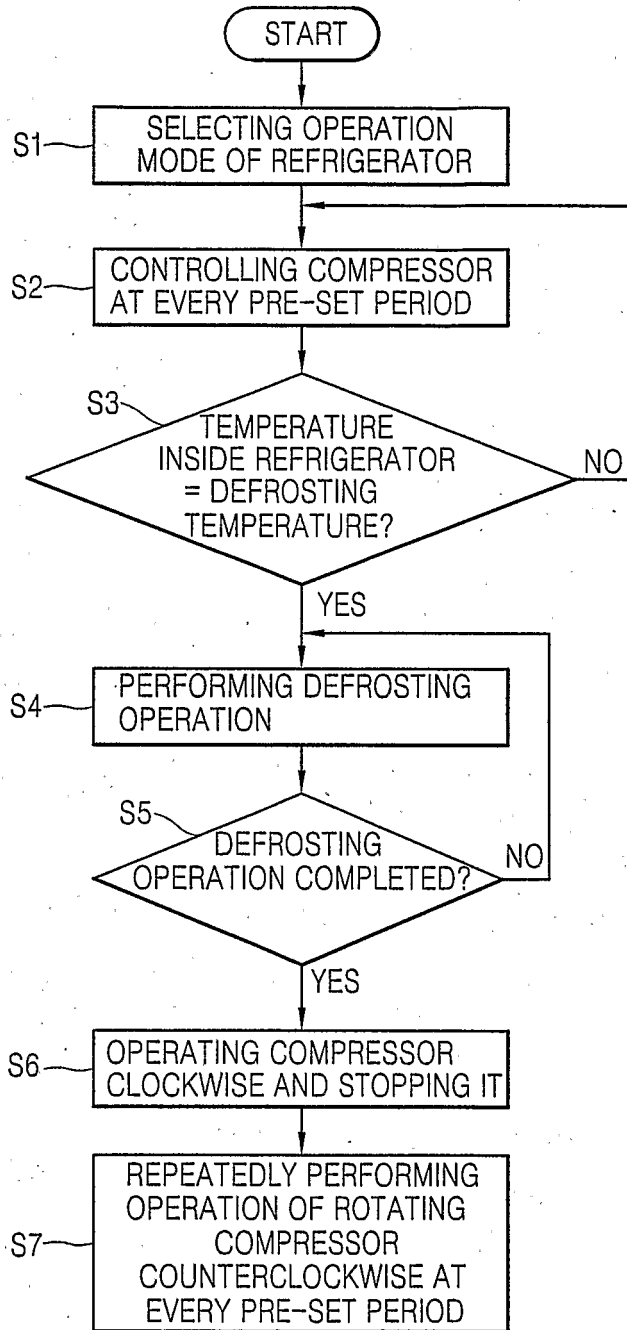 START
S1
SELECTING OPERATION
MODE OF REFRIGERATOR
S2
CONTROLLING COMPRESSOR
AT EVERY PRE-SET PERIOD
S3
TEMPERATURE
INSIDE REFRIGERATOR
= DEFROSTING
TEMPERATURE?
NO
YES
S4
PERFORMING DEFROSTING
OPERATION
S5
DEFROSTING
OPERATION COMPLETED?
NO
YES
S6
OPERATING COMPRESSOR
CLOCKWISE AND STOPPING IT
S7
REPEATEDLY PERFORMING
OPERATION OF ROTATING
COMPRESSOR
COUNTERCLOCKWISE AT
EVERY PRE-SET PERIOD